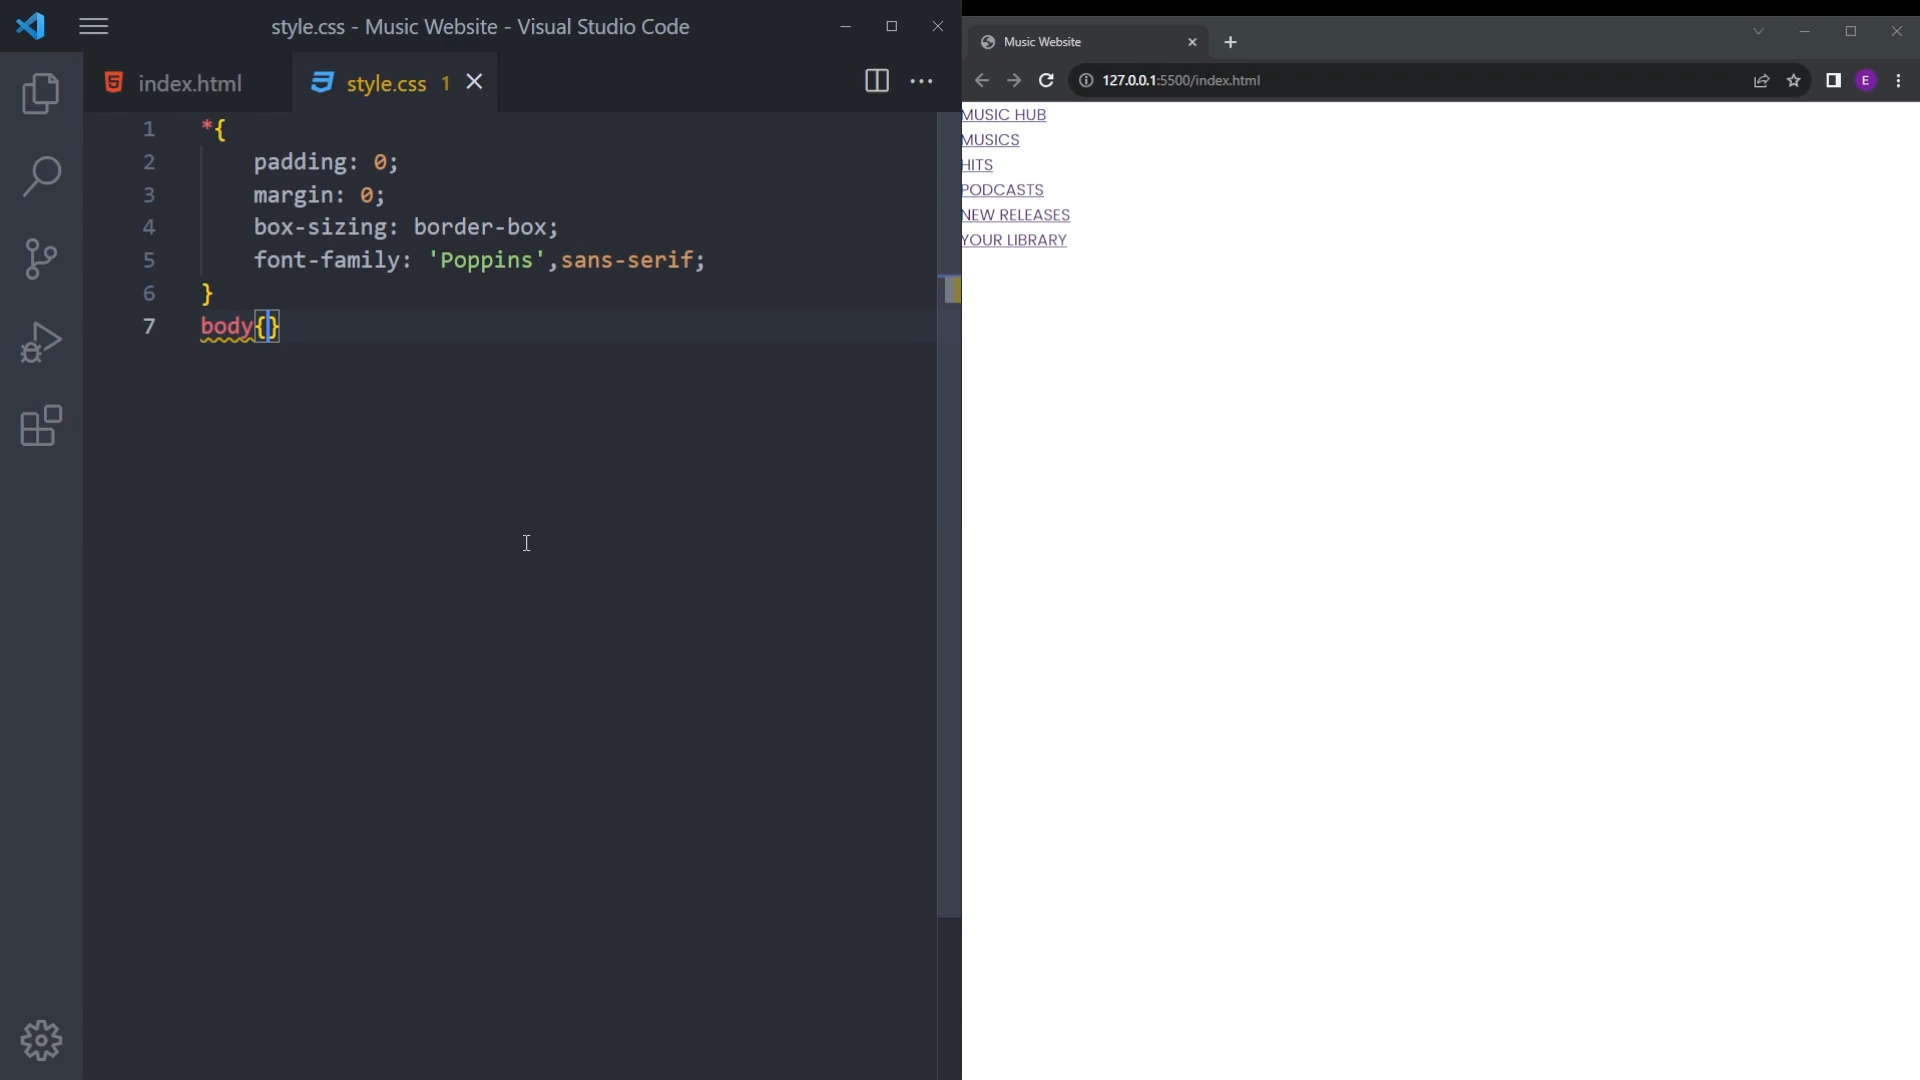 style.css - Music Website - Visual Studio Code
index.html
style.css 1
1 *{
2 padding: 0;
3 margin: 0;
4 box-sizing: border-box;
5 font-family: 'Poppins',sans-serif;
6 }
7 body{}
Music Website
127.0.0.1:5500/index.html
E
MUSIC HUB
MUSICS
HITS
PODCASTS
NEW RELEASES
YOUR LIBRARY